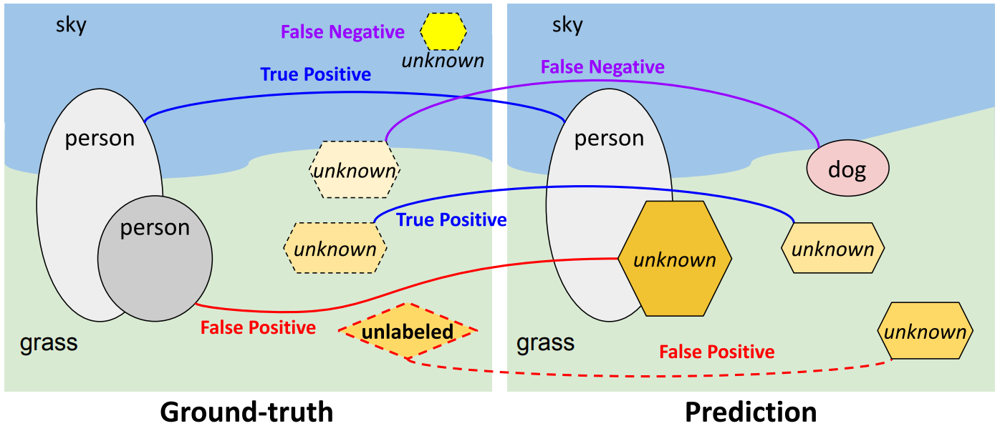 sky
False Negative
unknown
True Positive
person
unknown
person
True Positive
unknown
False Positive
unlabeled
grass
Ground-truth
sky
False Negative
person
dog
unknown
unknown
unknown
grass
False Positive
Prediction